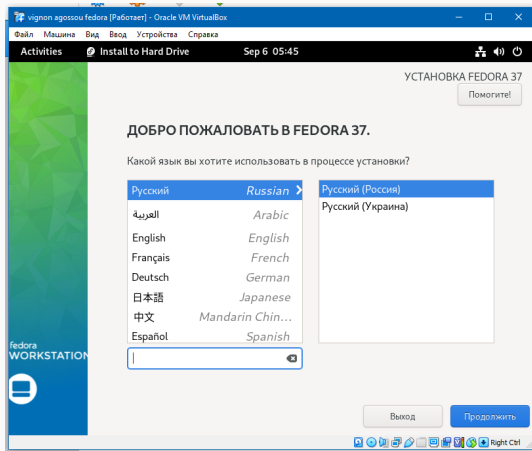 vignon agossou fedora [Работает] - Oracle VM VirtualBox
Файл Машина Вид Ввод Устройства Справка
Activities Install to Hard Drive Sep 6 05:45
УСТАНОВКА FEDORA 37
Помогите!
ДОБРО ПОЖАЛОВАТЬ В FEDORA 37.
Какой язык вы хотите использовать в процессе установки?
Русский Russian Русский (Россия)
Русский (Украина)
العربية Arabic
English English
Français French
Deutsch German
日本語 Japanese
中文 Mandarin Chin...
Español Spanish
fedora
WORKSTATION
Выход Продолжить
Right Ctrl